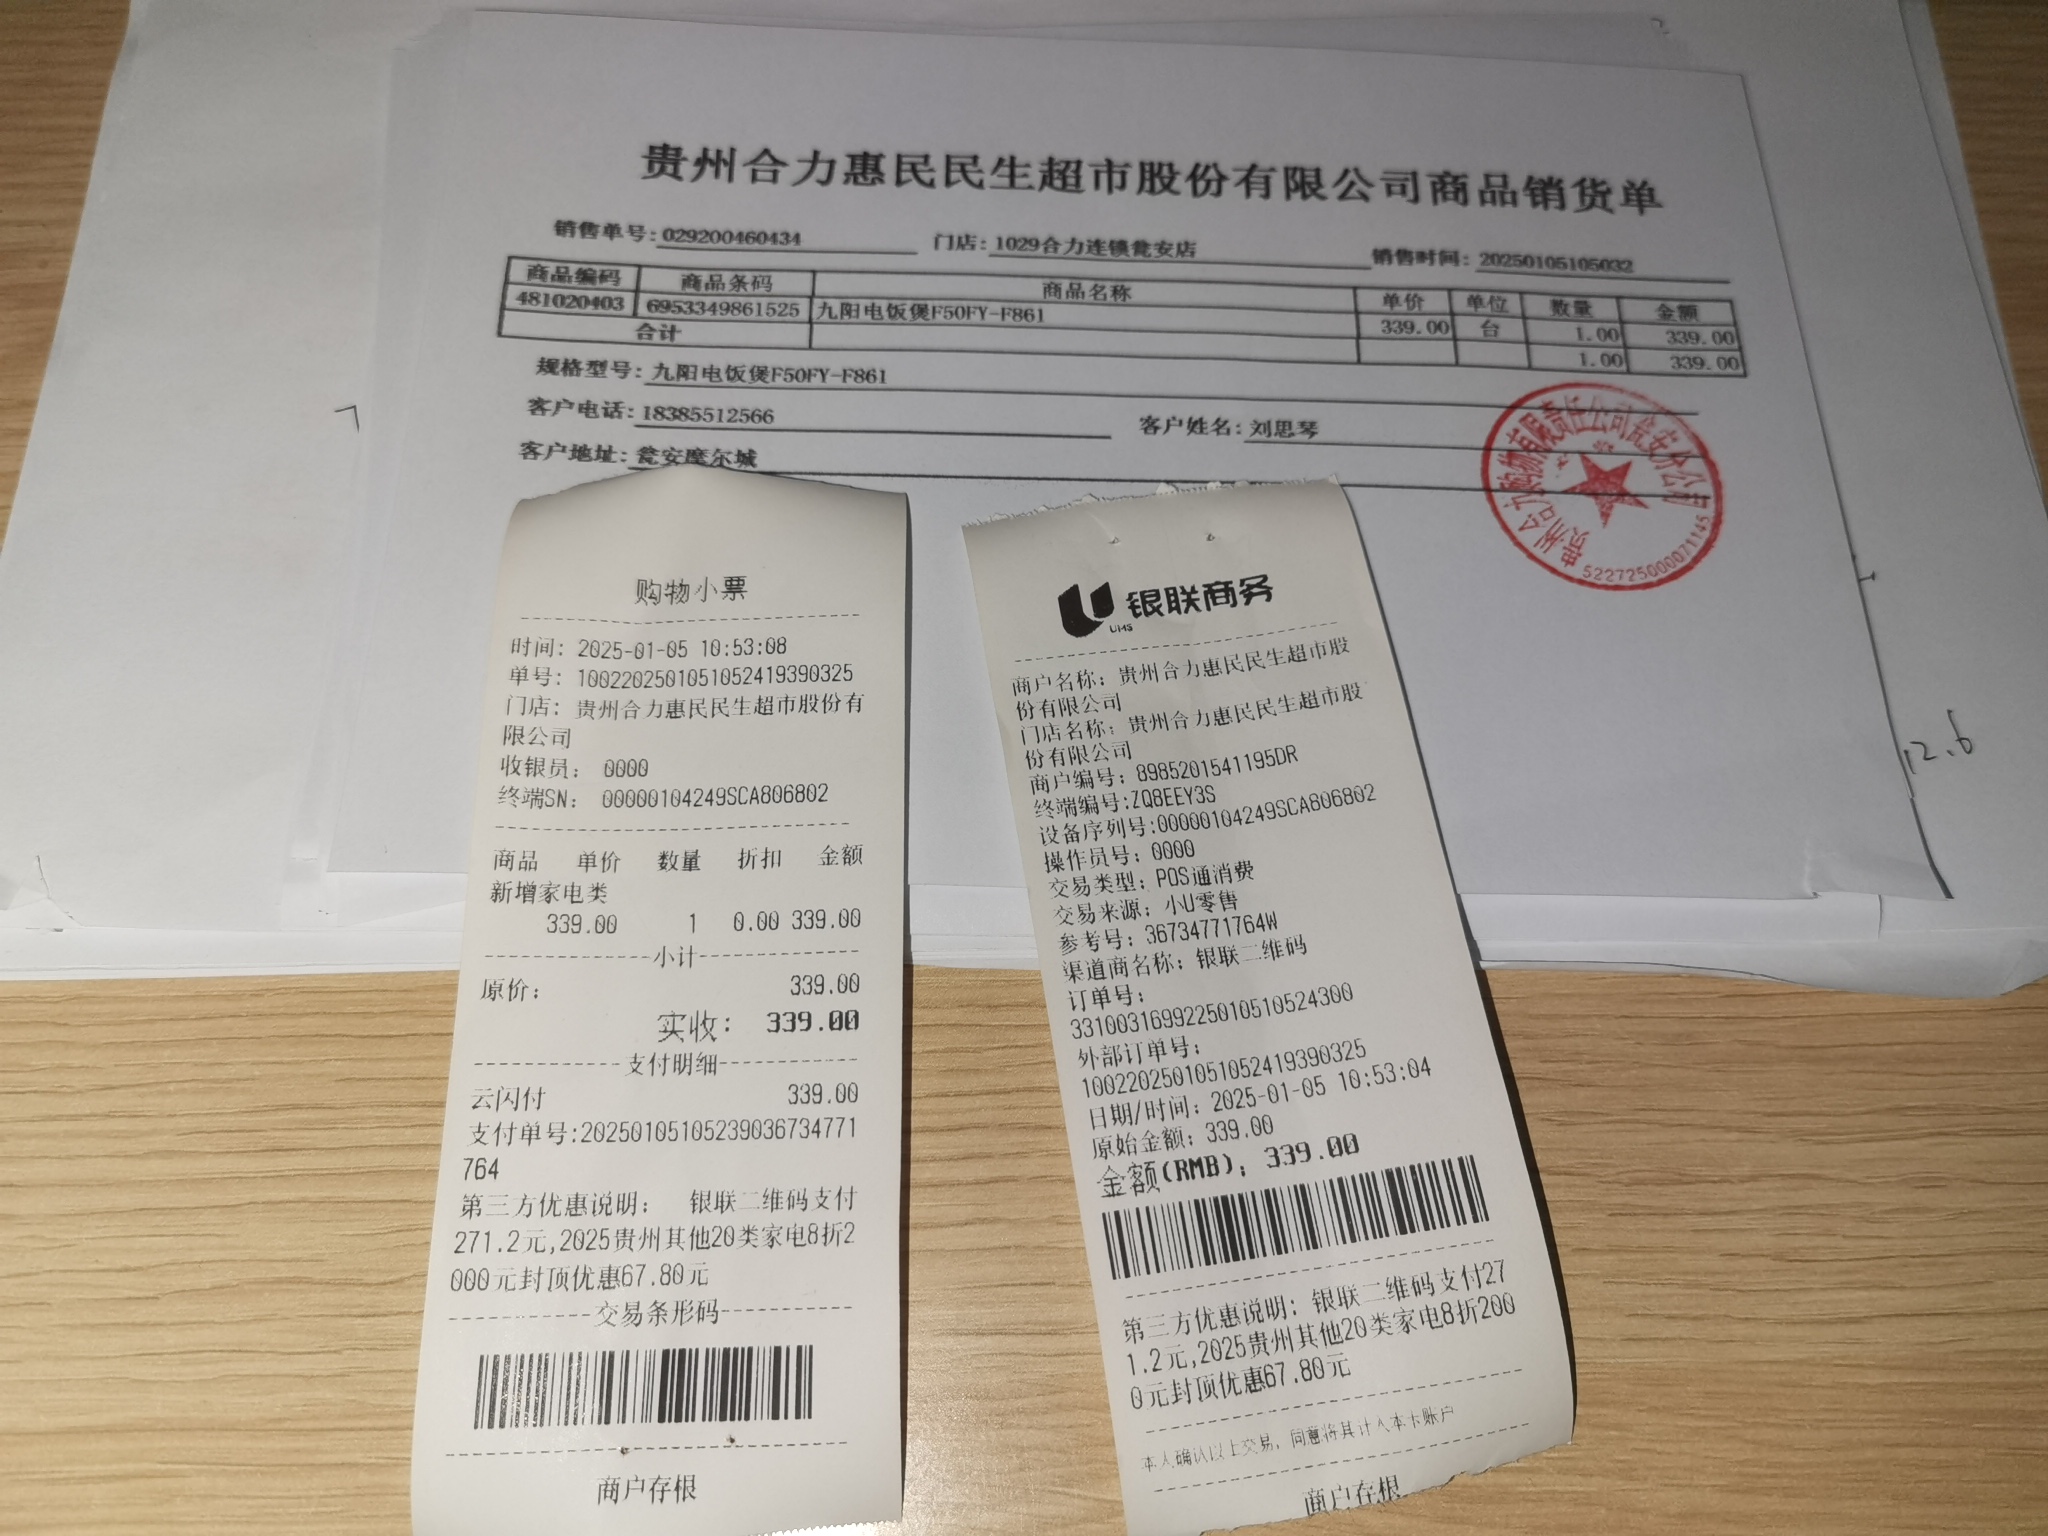 贵州合力惠民民生超市股份有限公司商品销货单
销售单号: 029200460434 门店: 1029合力连锁瓮安店 销售时间: 20250105105032
商品编码 商品条码 商品名称 单价 单位 数量 金额
481020403 6953349861525 九阳电饭煲F50FY-F861 339.00 台 1.00 339.00
合计 1.00 339.00
规格型号: 九阳电饭煲F50FY-F861
客户电话: 18385512566 客户姓名: 刘思琴
客户地址: 瓮安摩尔城
贵州合力购物有限责任公司瓮安分公司
5227250000071145
12.6
购物小票
时间: 2025-01-05 10:53:08
单号: 1002202501051052419390325
门店: 贵州合力惠民民生超市股份有
限公司
收银员: 0000
终端SN: 00000104249SCA806802
商品 单价 数量 折扣 金额
新增家电类
339.00 1 0.00 339.00
小计
原价: 339.00
实收: 339.00
支付明细
云闪付 339.00
支付单号:20250105105239036734771
764
第三方优惠说明: 银联二维码支付
271.2元,2025贵州其他20类家电8折2
000元封顶优惠67.80元
交易条形码
商户存根
银联商务
UMS
商户名称: 贵州合力惠民民生超市股
份有限公司
门店名称: 贵州合力惠民民生超市股
份有限公司
商户编号: 8985201541195DR
终端编号:ZQ8EEY3S
设备序列号:00000104249SCA806802
操作员号: 0000
交易类型: POS通消费
交易来源: 小U零售
参考号: 36734771764W
渠道商名称: 银联二维码
订单号:
3310031699225010510524300
外部订单号:
1002202501051052419390325
日期/时间: 2025-01-05 10:53:04
原始金额: 339.00
金额(RMB): 339.00
第三方优惠说明: 银联二维码支付27
1.2元,2025贵州其他20类家电8折200
0元封顶优惠67.80元
本人确认以上交易, 同意将其计入本卡账户
商户存根